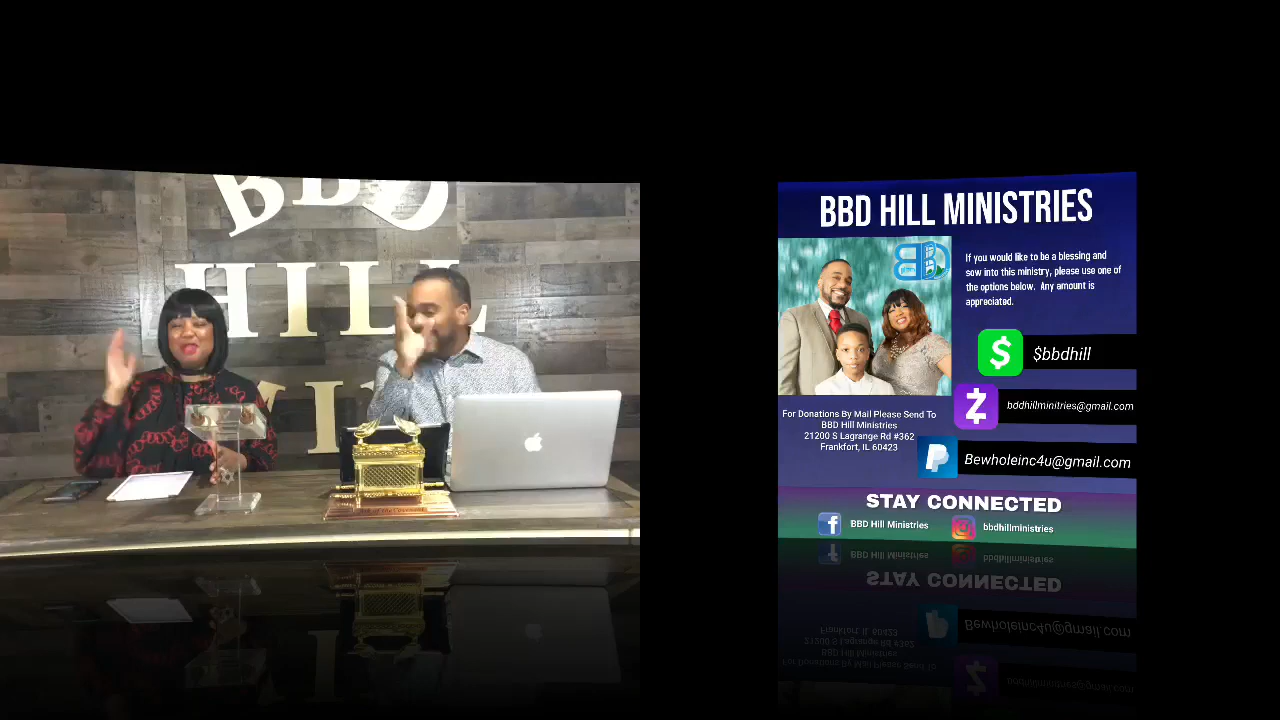 BBD
HILL
BBD HILL MINISTRIES
If you would like to be a blessing and
sow into this ministry, please use one of
the options below. Any amount is
appreciated.
$bbdhill
bddhillminitries@gmail.com
Bewholeinc4u@gmail.com
For Donations By Mail Please Send To
BBD Hill Ministries
21200 S Lagrange Rd #362
Frankfort, IL 60423
STAY CONNECTED
BBD Hill Ministries
bbdhillministries